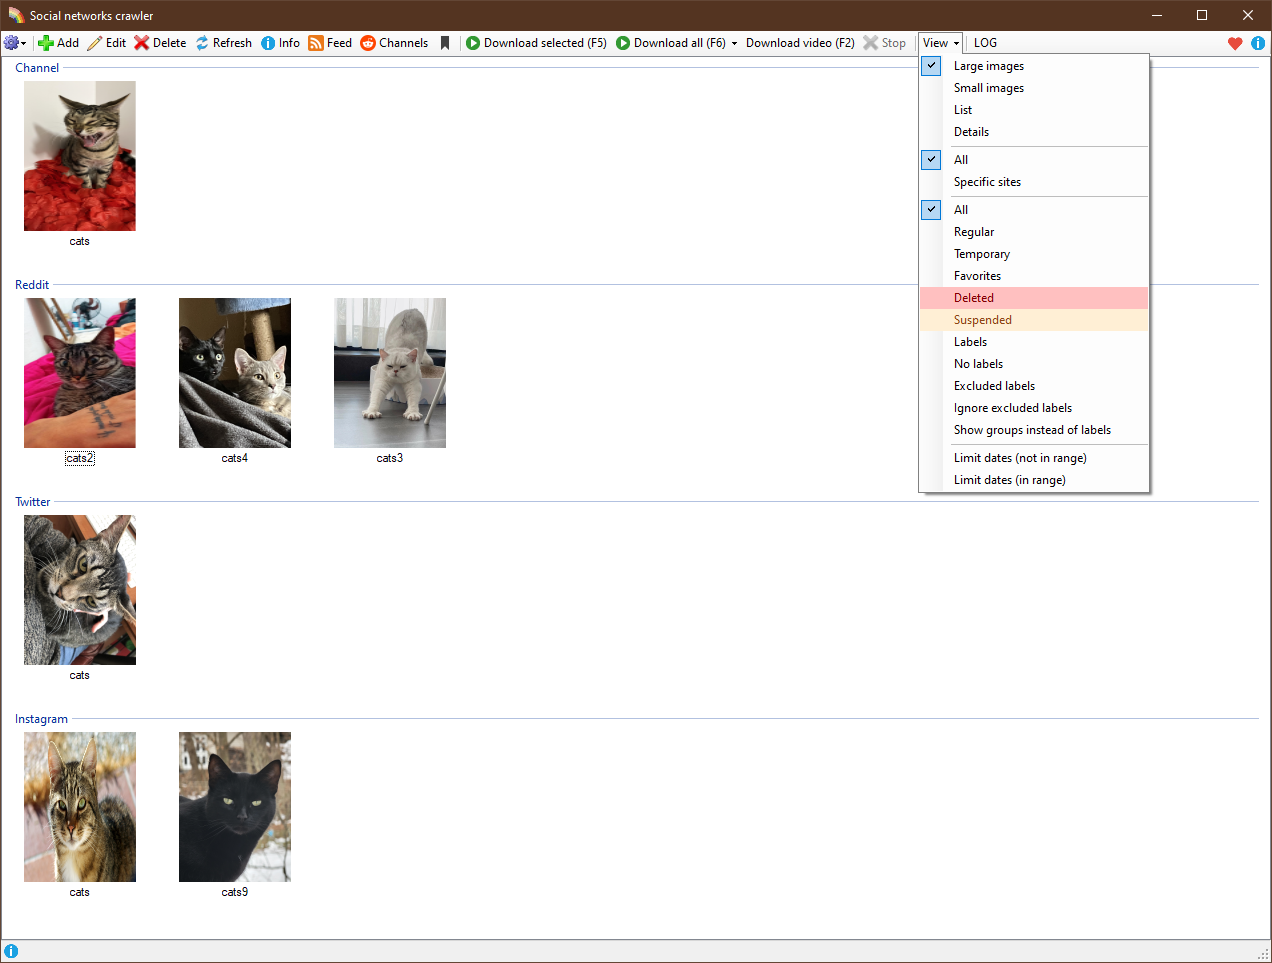 Social networks crawler
Add Edit Delete Refresh Info Feed Channels Download selected (F5) Download all (F6) Download video (F2) Stop View LOG
Large images
Small images
List
Details
All
Specific sites
All
Regular
Temporary
Favorites
Deleted
Suspended
Labels
No labels
Excluded labels
Ignore excluded labels
Show groups instead of labels
Limit dates (not in range)
Limit dates (in range)
Channel
cats
Reddit
cats2 cats4 cats3
Twitter
cats
Instagram
cats cats9